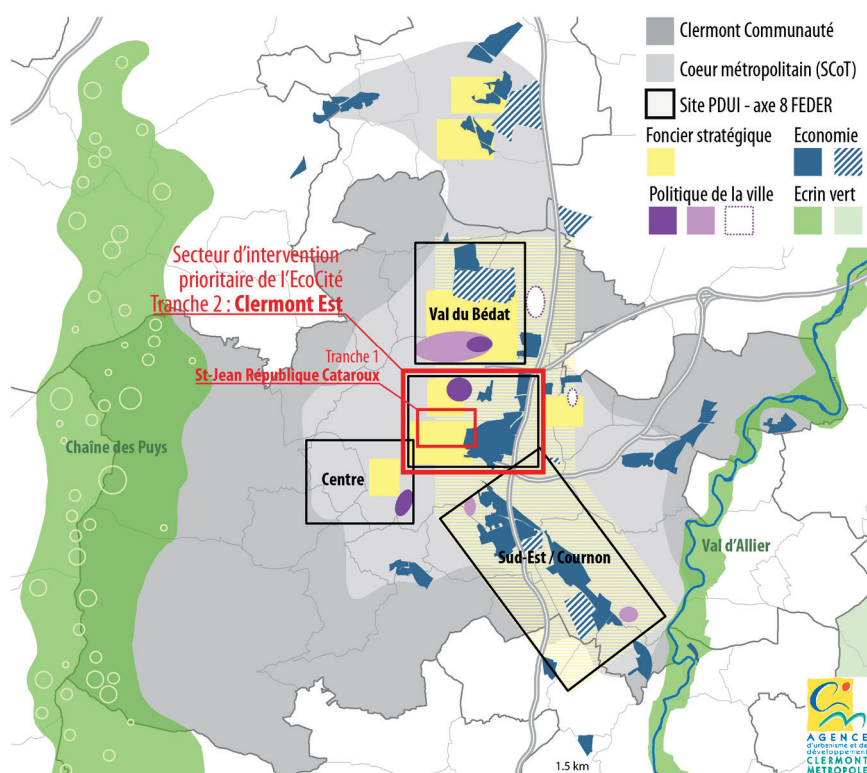 Clermont Communauté
Coeur métropolitain (SCoT)
Site PDUI - axe 8 FEDER
Foncier stratégique
Economie
Politique de la ville
Ecrin vert
Secteur d'intervention
prioritaire de l'EcoCité
Tranche 2 : Clermont Est
Val du Bédat
Tranche 1
St-Jean République Cataroux
Chaîne des Puys
Centre
Sud-Est / Cournon
Val d'Allier
1.5 km
AGENCE
d'urbanisme et de
développement
CLERMONT
METROPOLE